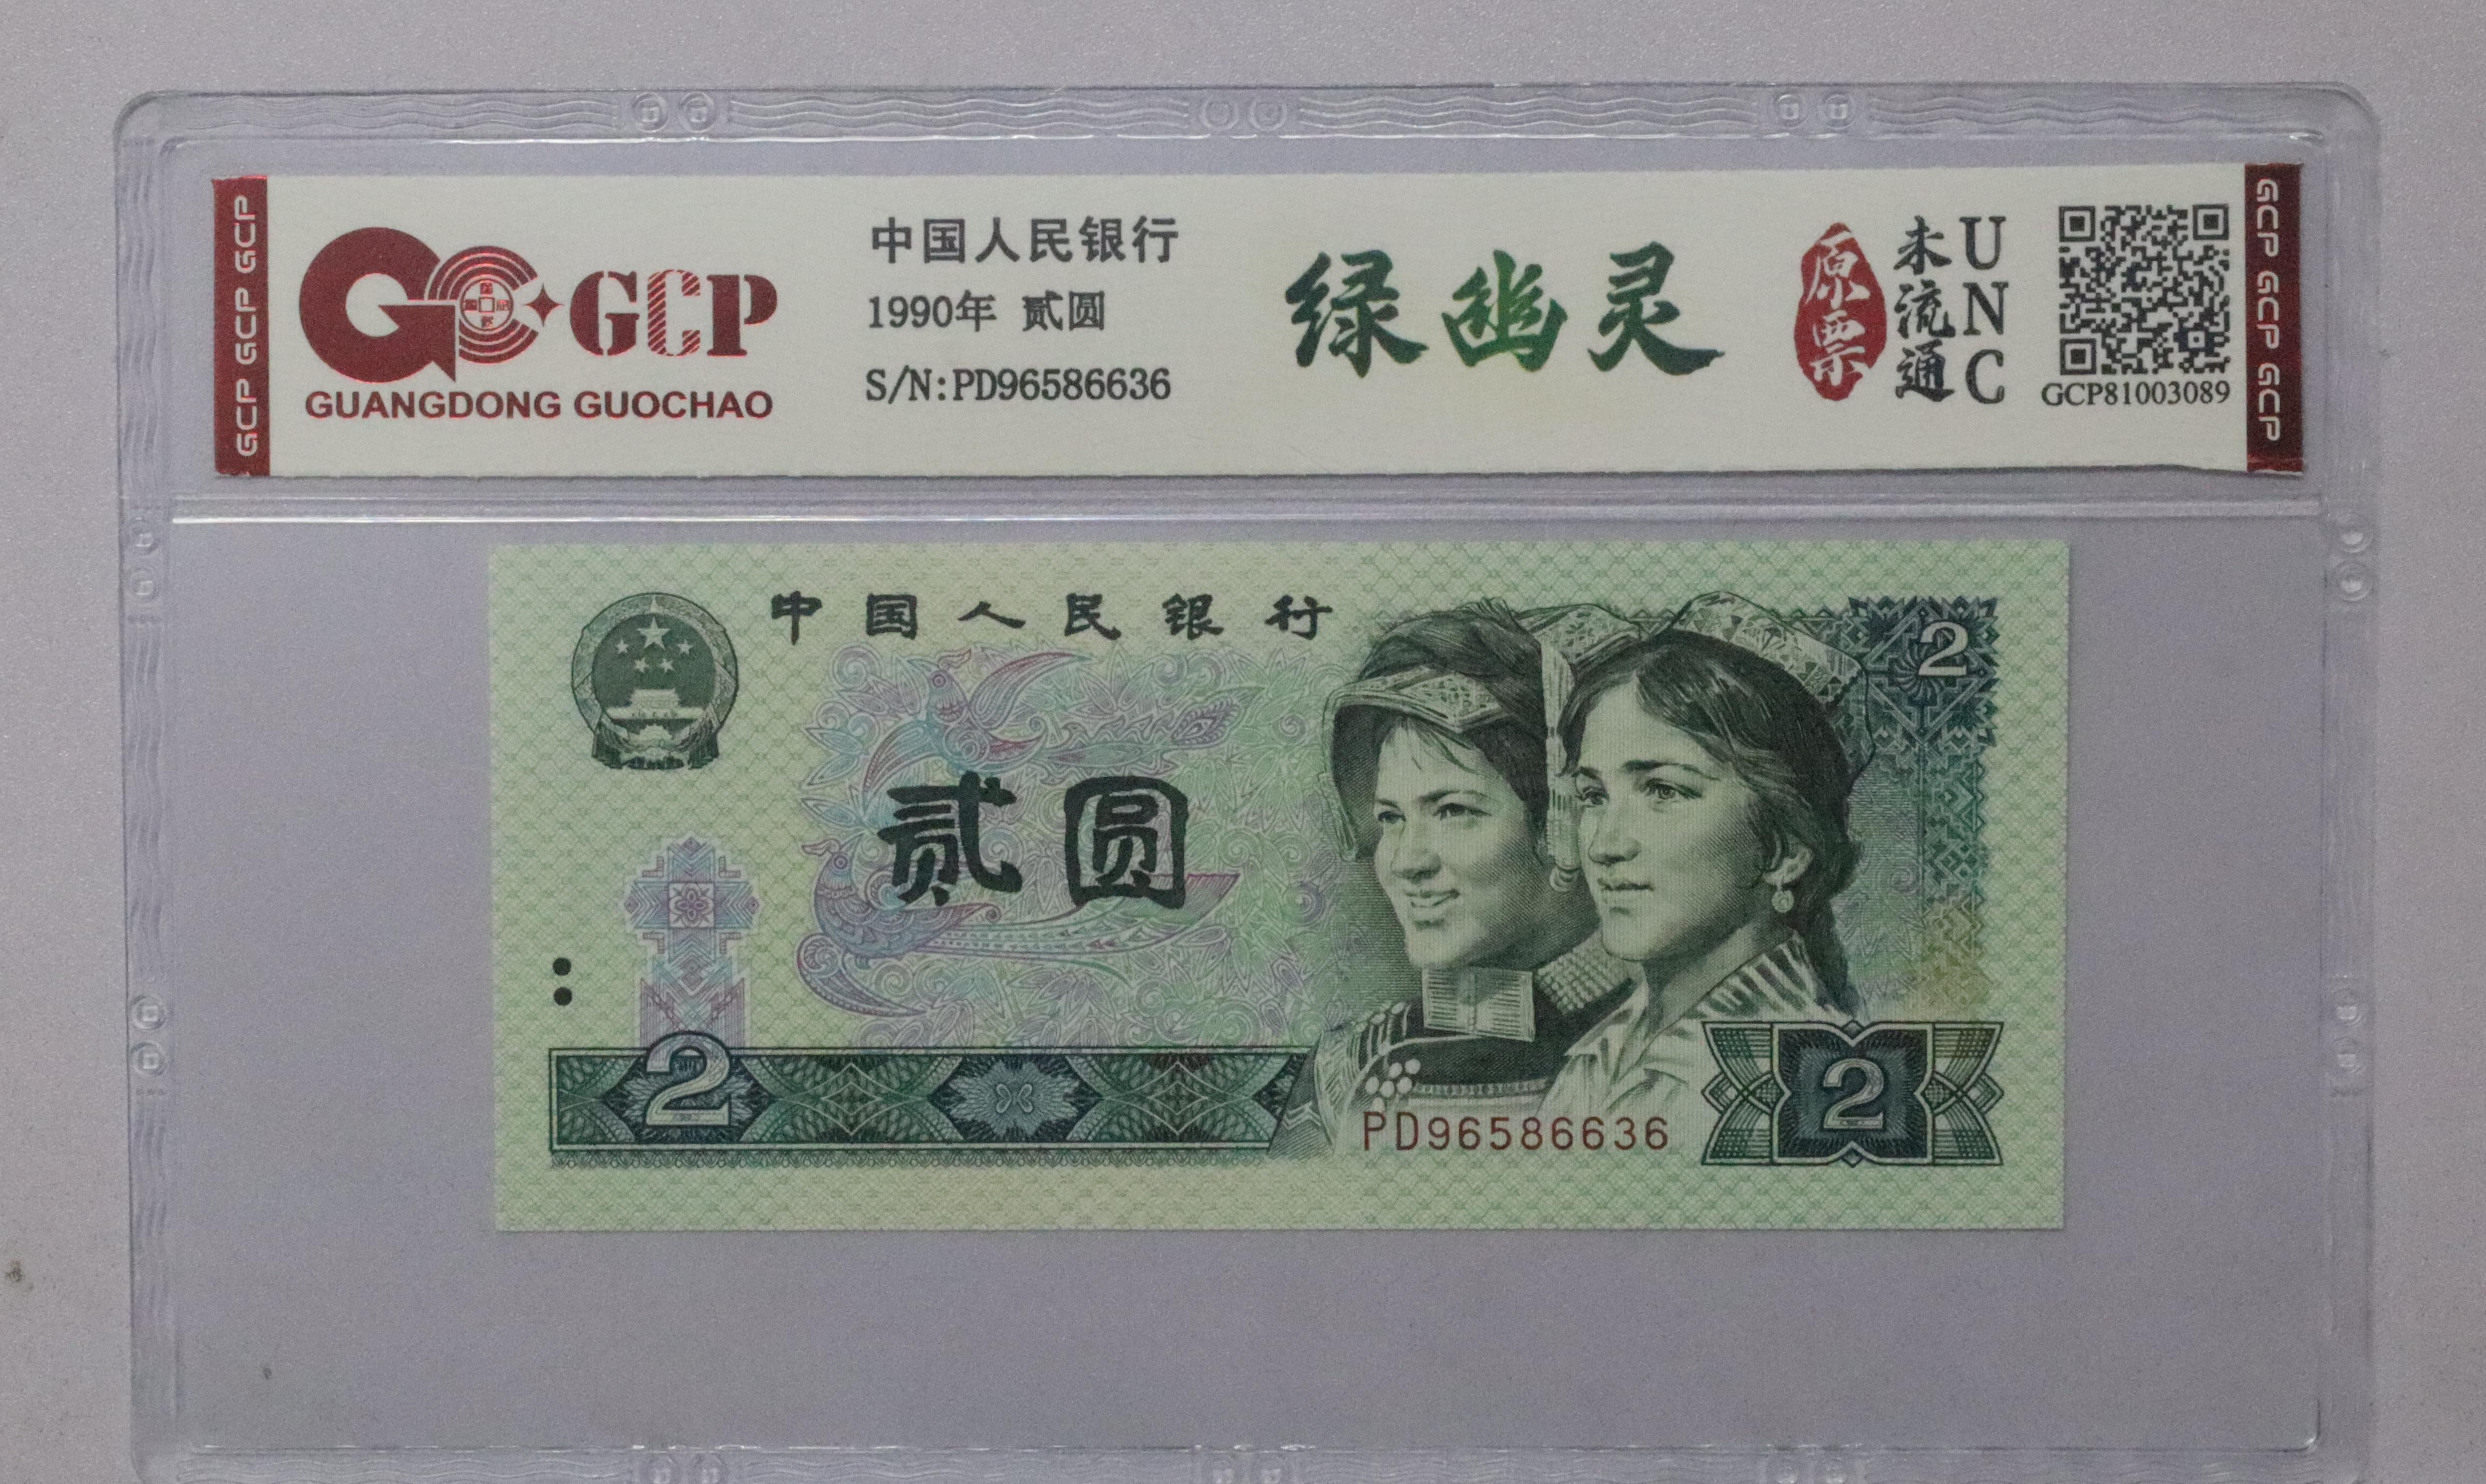 GCP GCP GCP
GCP
GUANGDONG GUOCHAO
中国人民银行
1990年 贰圆
S/N:PD96586636
绿幽灵
原票
未流通
UNC
GCP81003089
GCP GCP GCP
中国人民银行
2
贰圆
2
PD96586636
2